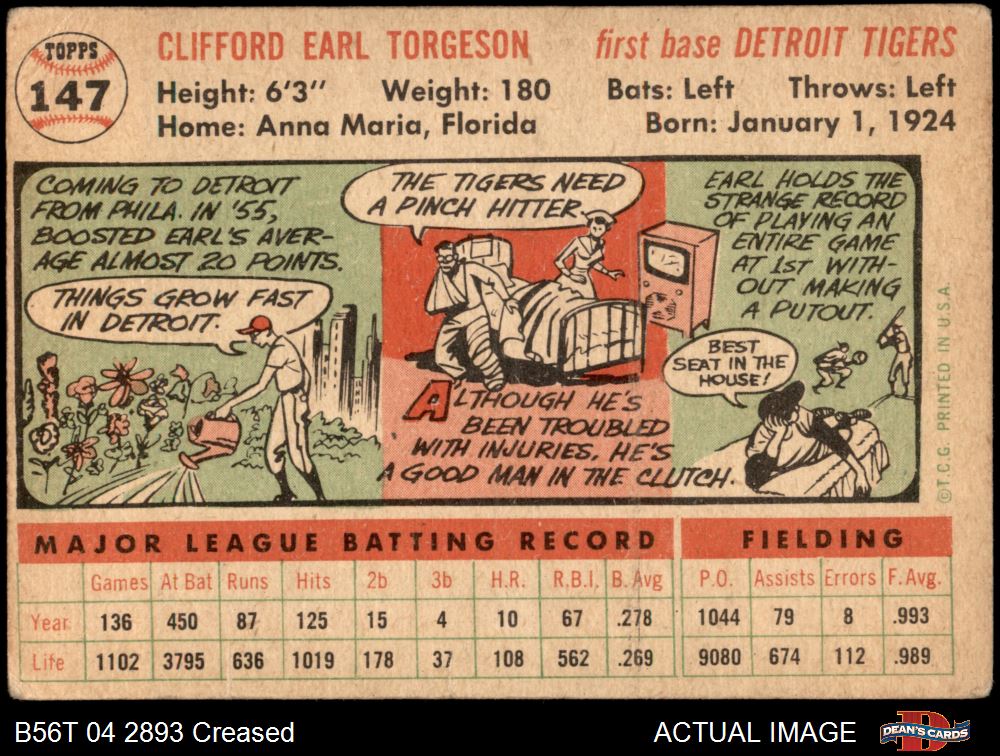 TOPPS
147
CLIFFORD EARL TORGESON first base DETROIT TIGERS
Height: 6'3" Weight: 180 Bats: Left Throws: Left
Home: Anna Maria, Florida Born: January 1, 1924
COMING TO DETROIT
FROM PHILA. IN '55,
BOOSTED EARL'S AVER-
AGE ALMOST 20 POINTS.
THINGS GROW FAST
IN DETROIT.
THE TIGERS NEED
A PINCH HITTER.
ALTHOUGH HE'S
BEEN TROUBLED
WITH INJURIES, HE'S
A GOOD MAN IN THE CLUTCH.
EARL HOLDS THE
STRANGE RECORD
OF PLAYING AN
ENTIRE GAME
AT 1ST WITH-
OUT MAKING
A PUTOUT.
BEST
SEAT IN THE
HOUSE!
©T.C.G. PRINTED IN U.S.A.
MAJOR LEAGUE BATTING RECORD FIELDING
Games At Bat Runs Hits 2b 3b H.R. R.B.I. B. Avg P.O. Assists Errors F. Avg.
Year 136 450 87 125 15 4 10 67 .278 1044 79 8 .993
Life 1102 3795 636 1019 178 37 108 562 .269 9080 674 112 .989
B56T 04 2893 Creased ACTUAL IMAGE
DEAN'S CARDS